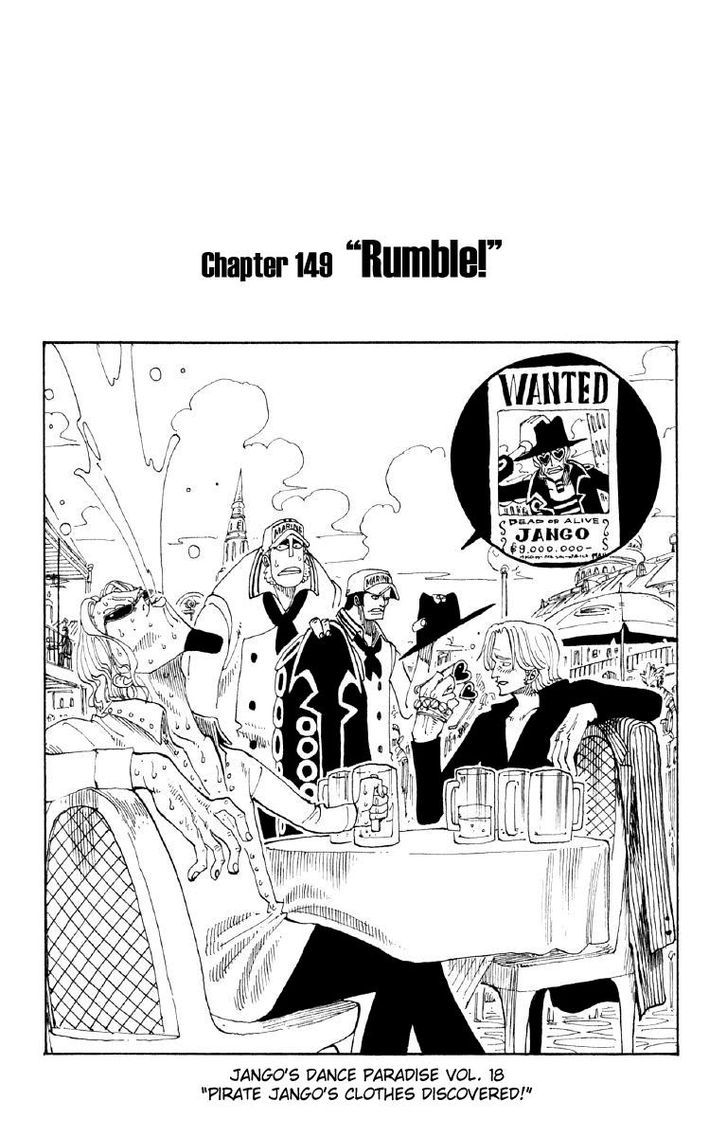 Chapter 149 "Rumble!"
WANTED
DEAD OR ALIVE
JANGO
฿9,000,000-
MARINE
MARINE
JANGO'S DANCE PARADISE VOL. 18
"PIRATE JANGO'S CLOTHES DISCOVERED!"